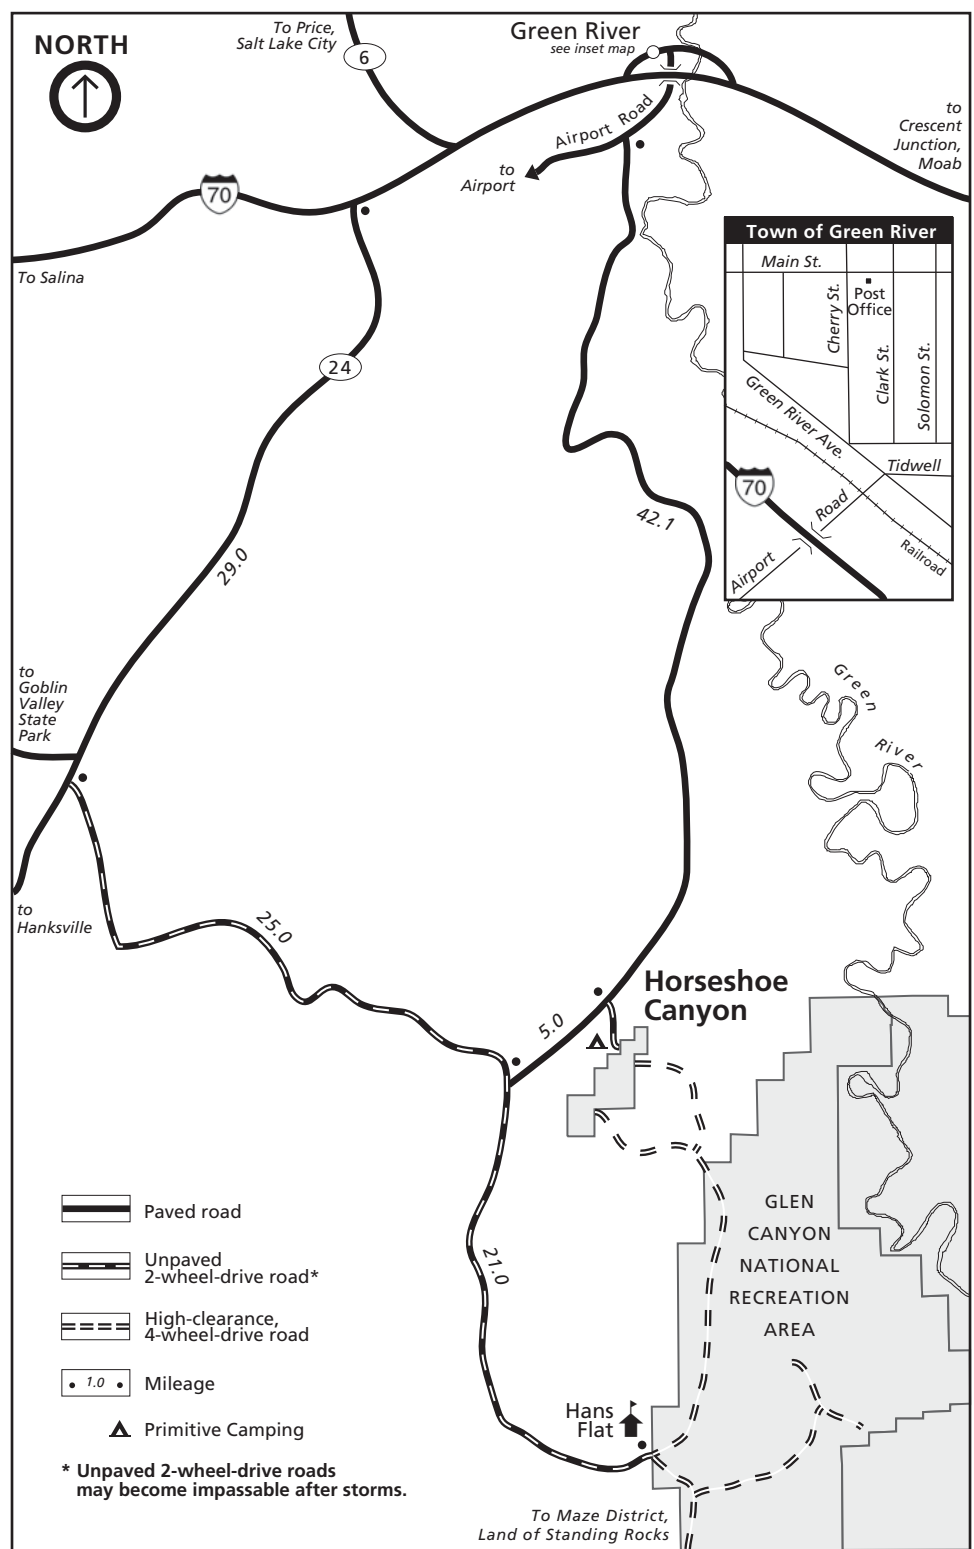 NORTH
To Price,
Salt Lake City
6
Green River
see inset map
to
Crescent
Junction,
Moab
Airport Road
to
Airport
70
To Salina
24
Town of Green River
Main St.
Cherry St.
Post
Office
Clark St.
Solomon St.
Green River Ave.
Tidwell
70
Road
Airport
Railroad
42.1
29.0
to
Goblin
Valley
State
Park
Green
River
to
Hanksville
25.0
Horseshoe
Canyon
5.0
GLEN
CANYON
NATIONAL
RECREATION
AREA
21.0
Paved road
Unpaved
2-wheel-drive road*
High-clearance,
4-wheel-drive road
1.0
Mileage
Primitive Camping
* Unpaved 2-wheel-drive roads
may become impassable after storms.
Hans
Flat
To Maze District,
Land of Standing Rocks